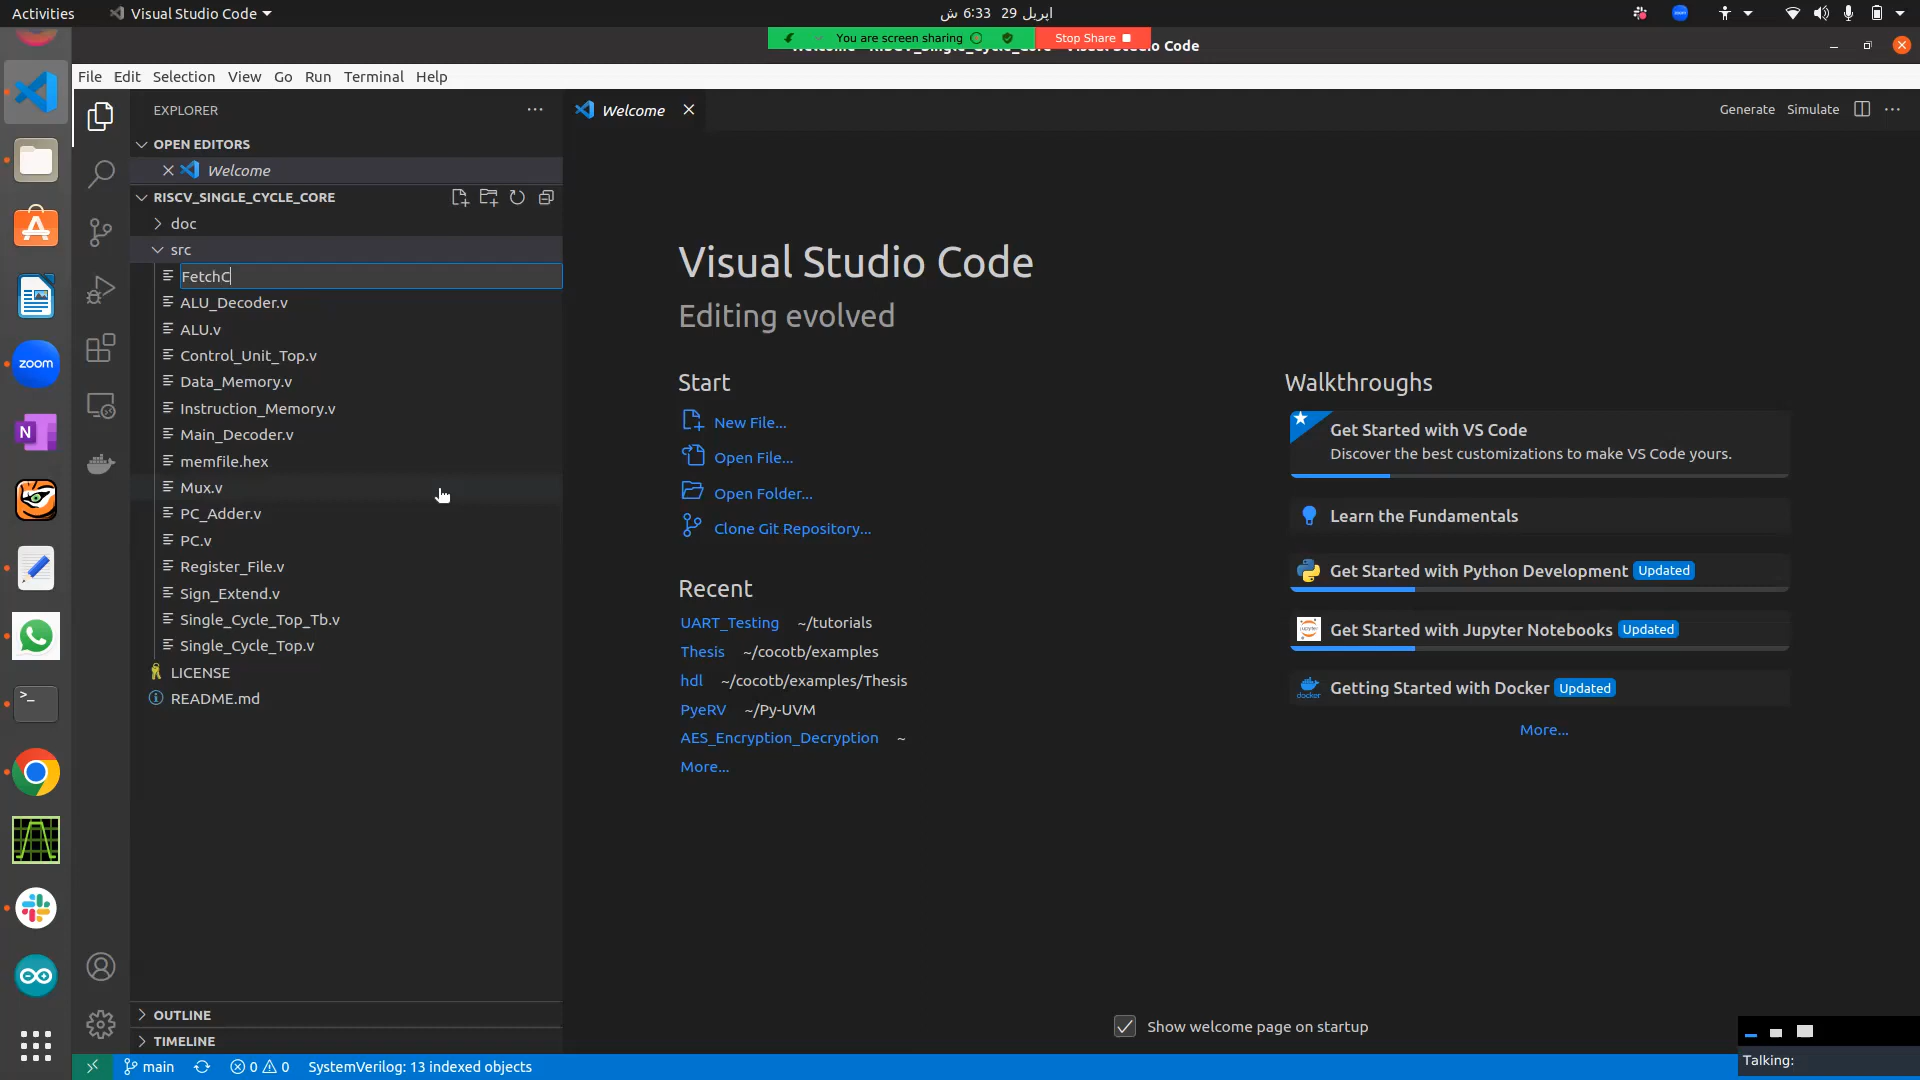 Activities
Visual Studio Code
اپریل 29 6:33 ش
You are screen sharing
Stop Share
EXPLORER
OPEN EDITORS
Welcome
RISCV_SINGLE_CYCLE_CORE
doc
src
FetchC
ALU_Decoder.v
ALU.v
Control_Unit_Top.v
Data_Memory.v
Instruction_Memory.v
Main_Decoder.v
memfile.hex
Mux.v
PC_Adder.v
PC.v
Register_File.v
Sign_Extend.v
Single_Cycle_Top_Tb.v
Single_Cycle_Top.v
LICENSE
README.md
OUTLINE
TIMELINE
File Edit Selection View Go Run Terminal Help
Welcome
Generate Simulate
Visual Studio Code
Editing evolved
Start
New File...
Open File...
Open Folder...
Clone Git Repository...
Recent
UART_Testing ~/tutorials
Thesis ~/cocotb/examples
hdl ~/cocotb/examples/Thesis
PyeRV ~/Py-UVM
AES_Encryption_Decryption ~
More...
Walkthroughs
Get Started with VS Code
Discover the best customizations to make VS Code yours.
Learn the Fundamentals
Get Started with Python Development Updated
Get Started with Jupyter Notebooks Updated
Getting Started with Docker Updated
More...
Show welcome page on startup
Talking:
main
0 0
SystemVerilog: 13 indexed objects
zoom